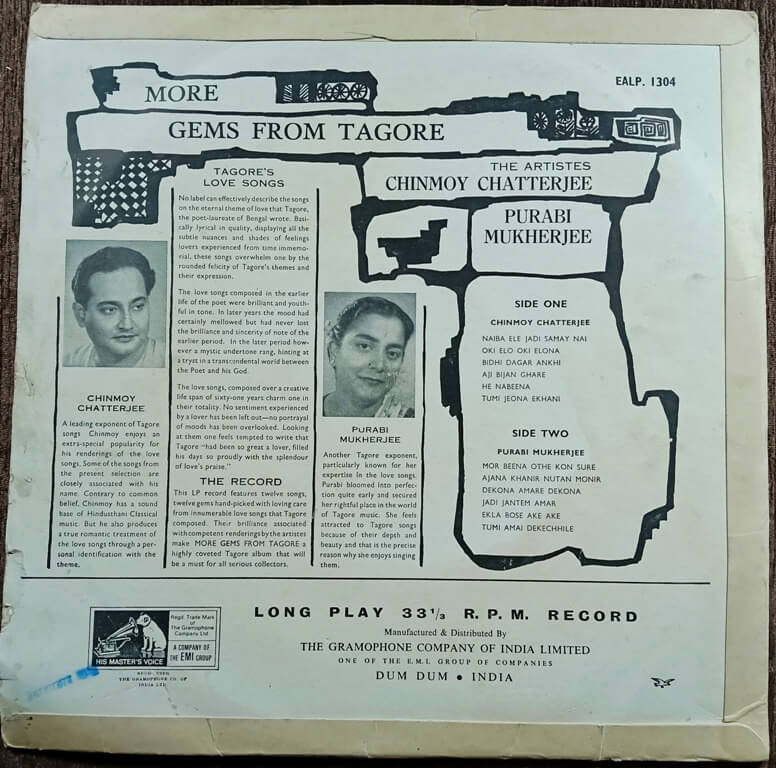 EALP. 1304
MORE
GEMS FROM TAGORE
THE ARTISTES
CHINMOY CHATTERJEE
PURABI
MUKHERJEE
TAGORE'S
LOVE SONGS
No label can effectively describe the songs
on the eternal theme of love that Tagore,
the poet-laureate of Bengal wrote. Basi-
cally lyrical in quality, displaying all the
subtle nuances and shades of feelings
lovers experienced from time immemo-
rial, these songs overwhelm one by the
rounded felicity of Tagore's themes and
their expression.
The love songs composed in the earlier
life of the poet were brilliant and youth-
ful in tone. In later years the mood had
certainly mellowed but had never lost
the brilliance and sincerity of note of the
earlier period. In the later period how-
ever a mystic undertone rang, hinting at
a tryst in a transcendental world between
the Poet and his God.
The love songs, composed over a creative
life span of sixty-one years charm one in
their totality. No sentiment experienced
by a lover has been left out—no portrayal
of moods has been overlooked. Looking
at them one feels tempted to write that
Tagore "had been so great a lover, filled
his days so proudly with the splendour
of love's praise."
THE RECORD
This LP record features twelve songs,
twelve gems hand-picked with loving care
from innumerable love songs that Tagore
composed. Their brilliance associated
with competent renderings by the artistes
make MORE GEMS FROM TAGORE a
highly coveted Tagore album that will
be a must for all serious collectors.
CHINMOY
CHATTERJEE
A leading exponent of Tagore
songs Chinmoy enjoys an
extra-special popularity for
his renderings of the love
songs. Some of the songs from
the present selection are
closely associated with his
name. Contrary to common
belief, Chinmoy has a sound
base of Hindusthani Classical
music. But he also produces
a true romantic treatment of
the love songs through a per-
sonal identification with the
theme.
PURABI
MUKHERJEE
Another Tagore exponent,
particularly known for her
expertise in the love songs.
Purabi bloomed into perfec-
tion quite early and secured
her rightful place in the world
of Tagore music. She feels
attracted to Tagore songs
because of their depth and
beauty and that is the precise
reason why she enjoys singing
them.
SIDE ONE
CHINMOY CHATTERJEE
NAIBA ELE JADI SAMAY NAI
OKI ELO OKI ELONA
BIDHI DAGAR ANKHI
AJI BIJAN GHARE
HE NABEENA
TUMI JEONA EKHANI
SIDE TWO
PURABI MUKHERJEE
MOR BEENA OTHE KON SURE
AJANA KHANIR NUTAN MONIR
DEKONA AMARE DEKONA
JADI JANTEM AMAR
EKLA BOSE AKE AKE
TUMI AMAI DEKECHHILE
LONG PLAY 33⅓ R.P.M. RECORD
Manufactured & Distributed By
THE GRAMOPHONE COMPANY OF INDIA LIMITED
ONE OF THE E.M.I. GROUP OF COMPANIES
DUM DUM • INDIA
HIS MASTER'S VOICE
Regd. Trade Mark
of The Gramophone
Company Ltd
A COMPANY OF
THE EMI GROUP
REGD. USER
THE GRAMOPHONE CO. OF
INDIA LTD.